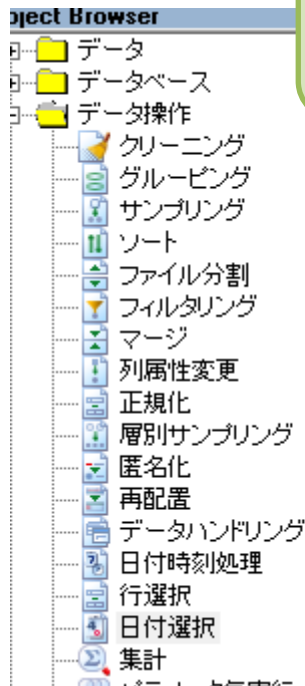 oject Browser
データ
データベース
データ操作
クリーニング
グルーピング
サンプリング
ソート
ファイル分割
フィルタリング
マージ
列属性変更
正規化
層別サンプリング
匿名化
再配置
データハンドリング
日付時刻処理
行選択
日付選択
集計